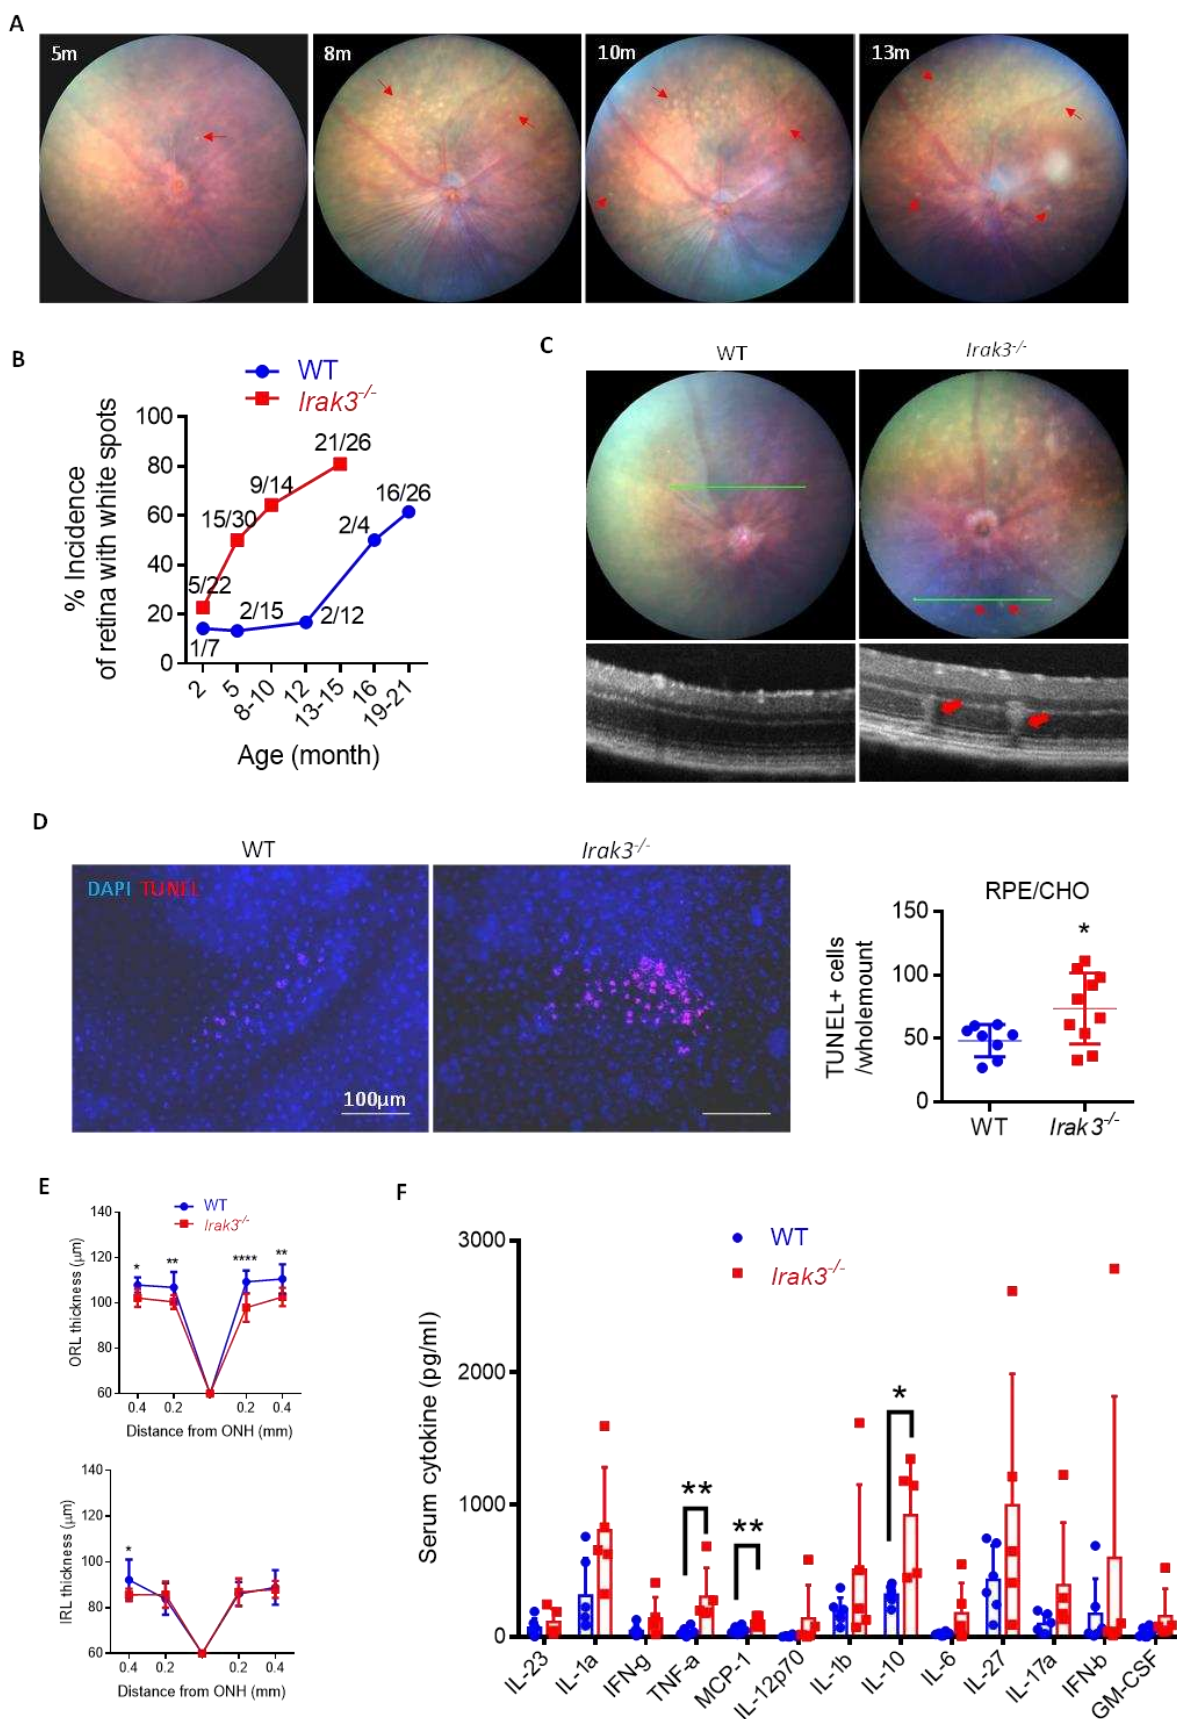 A
5m
8m
10m
13m
B
WT
Irak3-/-
% Incidence
of retina with white spots
100
80
60
40
20
0
5/22
15/30
9/14
21/26
1/7
2/15
2/12
2/4
16/26
2
5
8-10
12
13-15
16
19-21
Age (month)
C
WT
Irak3-/-
D
WT
Irak3-/-
DAPI TUNEL
100µm
RPE/CHO
TUNEL+ cells
/wholemount
150
100
50
0
*
WT
Irak3-/-
E
WT
Irak3-/-
ORL thickness (µm)
140
120
100
80
60
* ** **** **
0.4 0.2 0.2 0.4
Distance from ONH (mm)
IRL thickness (µm)
140
120
100
80
60
*
0.4 0.2 0.2 0.4
Distance from ONH (mm)
F
WT
Irak3-/-
Serum cytokine (pg/ml)
3000
2000
1000
0
**
**
*
IL-23
IL-1a
IFN-g
TNF-a
MCP-1
IL-12p70
IL-1b
IL-10
IL-6
IL-27
IL-17a
IFN-b
GM-CSF